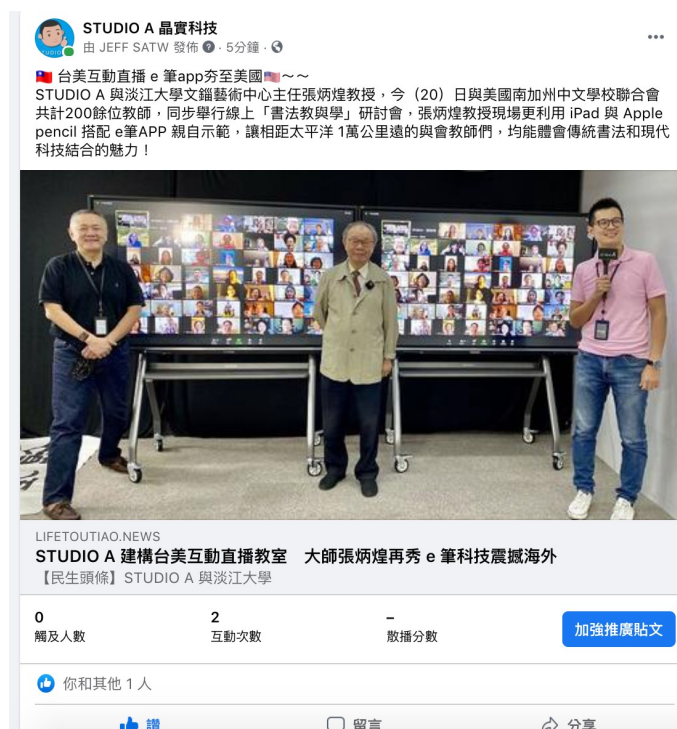 STUDIO A 晶實科技
由 JEFF SATW 發佈 · 5分鐘 ·
🇹🇼 台美互動直播 e 筆app夯至美國🇺🇸～～
STUDIO A 與淡江大學文錙藝術中心主任張炳煌教授，今（20）日與美國南加州中文學校聯合會
共計200餘位教師，同步舉行線上「書法教與學」研討會，張炳煌教授現場更利用 iPad 與 Apple
pencil 搭配 e筆APP 親自示範，讓相距太平洋 1萬公里遠的與會教師們，均能體會傳統書法和現代
科技結合的魅力！
LIFETOUTIAO.NEWS
STUDIO A 建構台美互動直播教室　大師張炳煌再秀 e 筆科技震撼海外
【民生頭條】STUDIO A 與淡江大學
0 2 –
觸及人數 互動次數 散播分數 加強推廣貼文
你和其他 1 人
讚 留言 分享